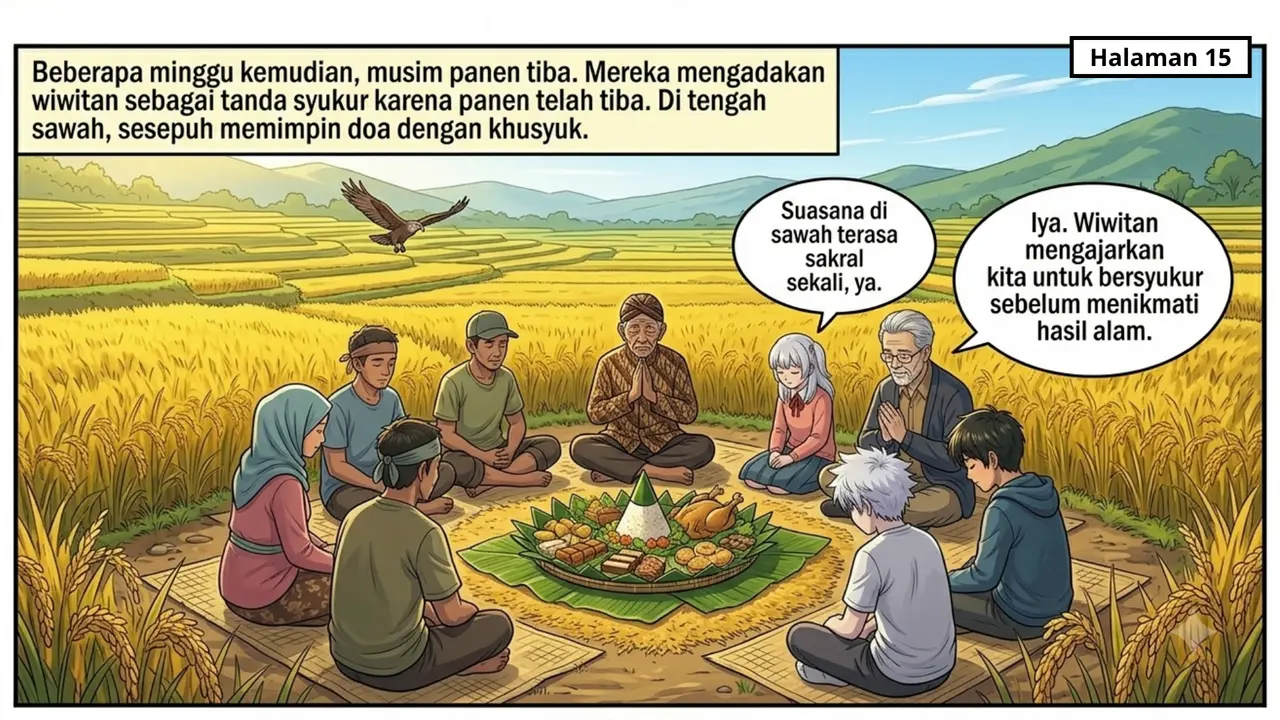 Halaman 15
Beberapa minggu kemudian, musim panen tiba. Mereka mengadakan
wiwitan sebagai tanda syukur karena panen telah tiba. Di tengah
sawah, sesepuh memimpin doa dengan khusyuk.
Suasana di
sawah terasa
sakral
sekali, ya.
Iya. Wiwitan
mengajarkan
kita untuk bersyukur
sebelum menikmati
hasil alam.